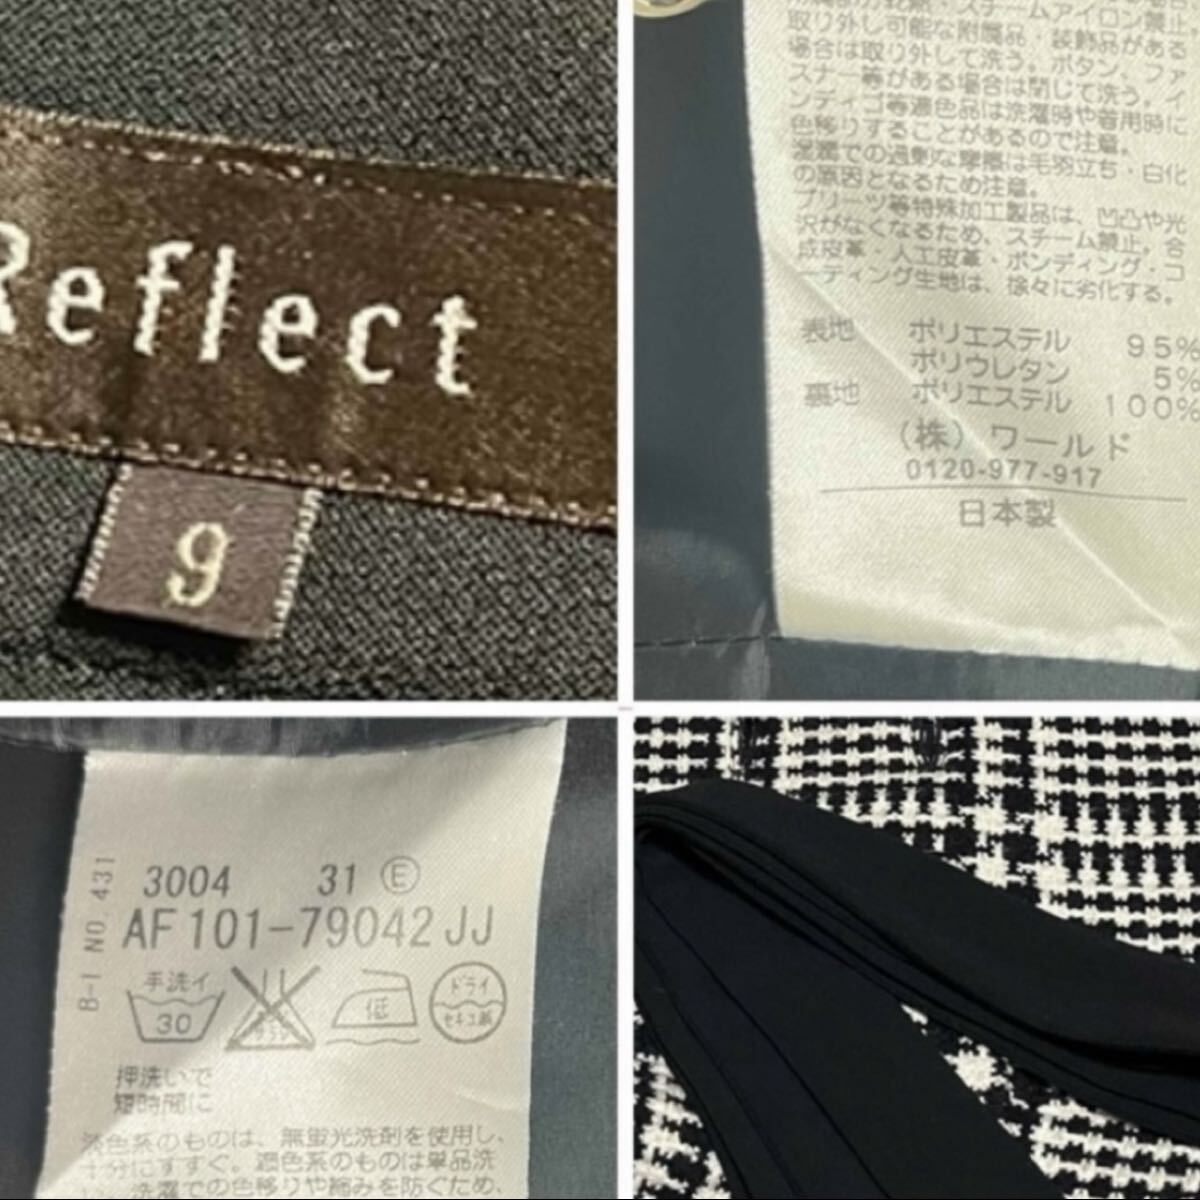 Reflect
9
取り外し可能な附属品・装飾品がある
場合は取り外して洗う。ボタン、ファ
スナー等がある場合は閉じて洗う。イ
ンディゴ等濃色品は洗濯時や着用時に
色移りすることがあるので注意。
湿潤での過剰な摩擦は毛羽立ち・白化
の原因となるため注意。
プリーツ等特殊加工製品は、凹凸や光
沢がなくなるため、スチーム禁止。合
成皮革・人工皮革・ボンディング・コ
ーティング生地は、徐々に劣化する。
表地 ポリエステル 95%
ポリウレタン 5%
裏地 ポリエステル 100%
(株)ワールド
0120-977-917
日本製
B-I NO. 431
3004 31 Ⓔ
AF101-79042JJ
手洗イ
30
低
ドライ
セキユ系
押洗いで
短時間に
淡色系のものは、無蛍光洗剤を使用し、
十分にすすぐ。濃色系のものは単品洗
洗濯での色移りや縮みを防ぐため、